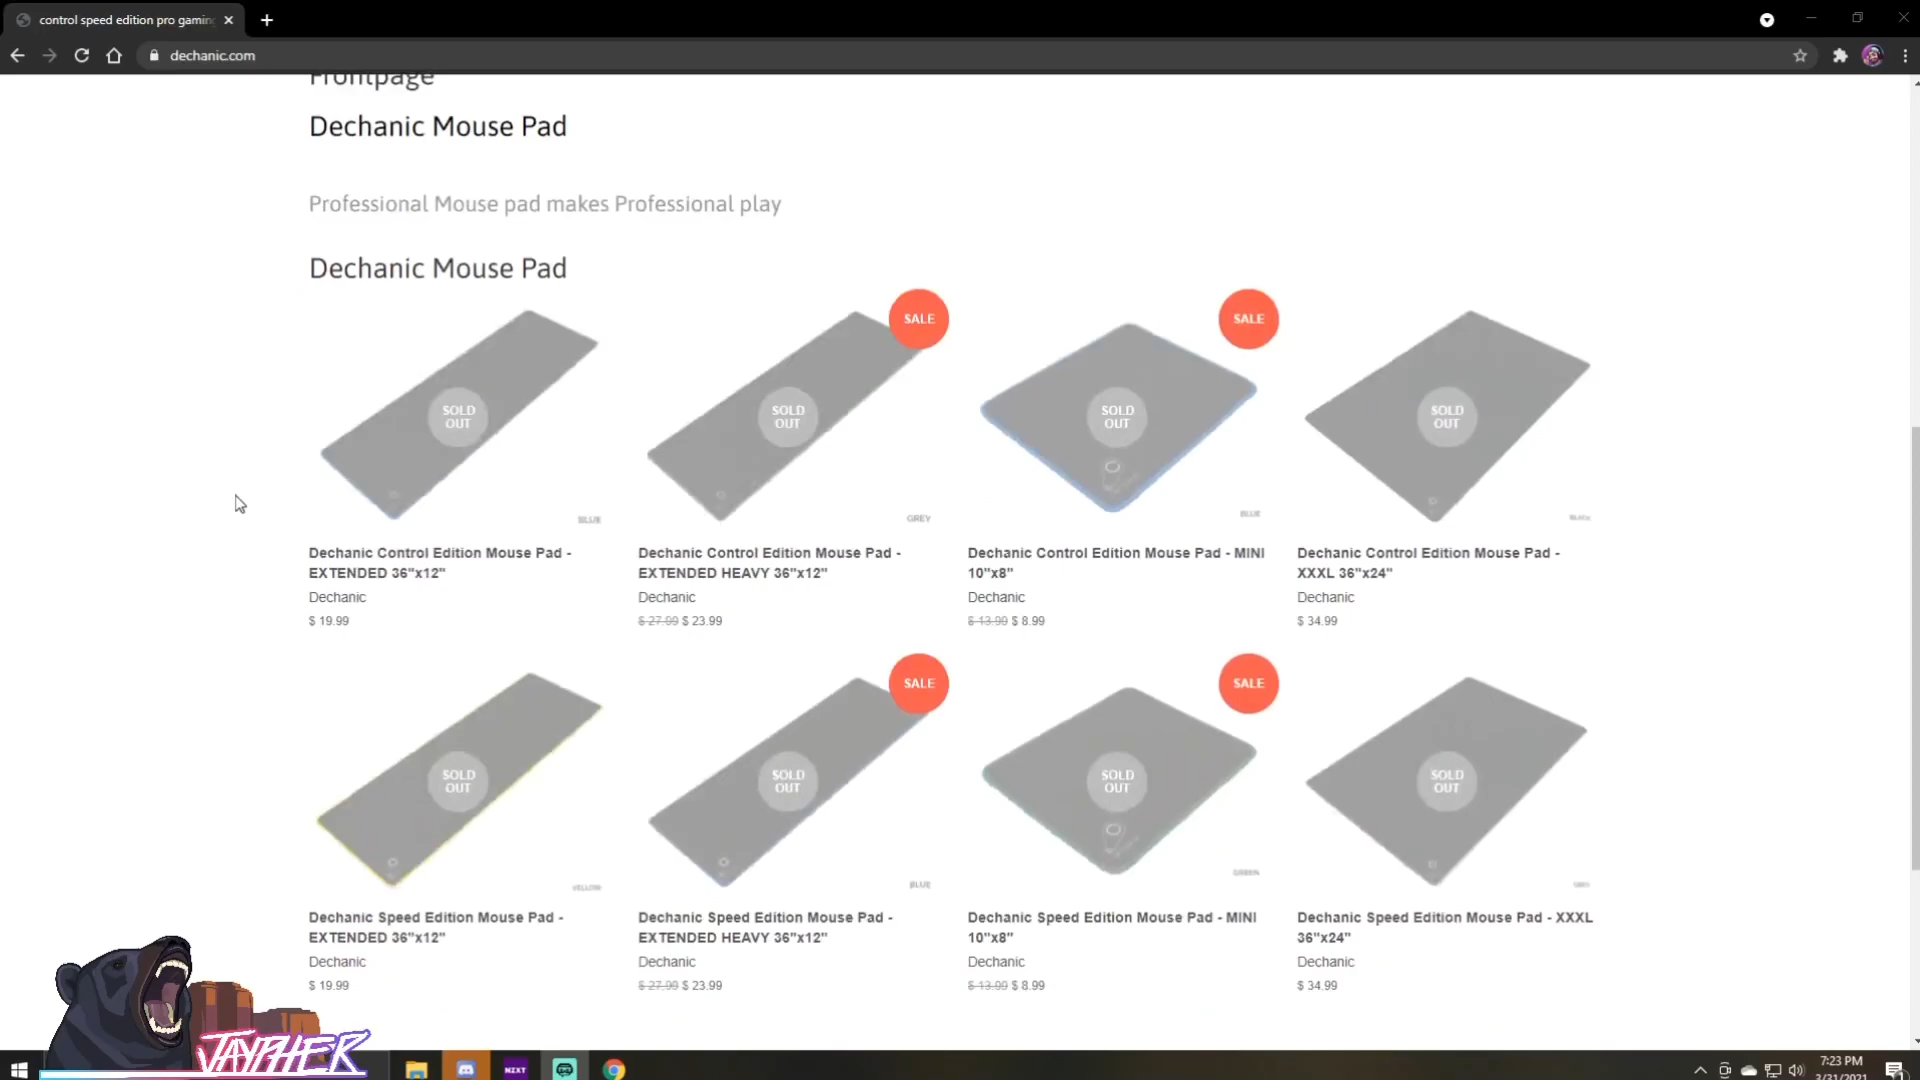 control speed edition pro gaming
dechanic.com
Frontpage
Dechanic Mouse Pad
Professional Mouse pad makes Professional play
Dechanic Mouse Pad
SALE
SALE
SOLD OUT
SOLD OUT
SOLD OUT
SOLD OUT
BLUE
GREY
BLUE
BLACK
Dechanic Control Edition Mouse Pad -
EXTENDED 36"x12"
Dechanic
$ 19.99
Dechanic Control Edition Mouse Pad -
EXTENDED HEAVY 36"x12"
Dechanic
$ 27.99 $ 23.99
Dechanic Control Edition Mouse Pad - MINI
10"x8"
Dechanic
$ 13.99 $ 8.99
Dechanic Control Edition Mouse Pad -
XXXL 36"x24"
Dechanic
$ 34.99
SALE
SALE
SOLD OUT
SOLD OUT
SOLD OUT
SOLD OUT
YELLOW
BLUE
GREEN
GREY
Dechanic Speed Edition Mouse Pad -
EXTENDED 36"x12"
Dechanic
$ 19.99
Dechanic Speed Edition Mouse Pad -
EXTENDED HEAVY 36"x12"
Dechanic
$ 27.99 $ 23.99
Dechanic Speed Edition Mouse Pad - MINI
10"x8"
Dechanic
$ 13.99 $ 8.99
Dechanic Speed Edition Mouse Pad - XXXL
36"x24"
Dechanic
$ 34.99
JAYPHER
NZXT
7:23 PM
3/31/2021